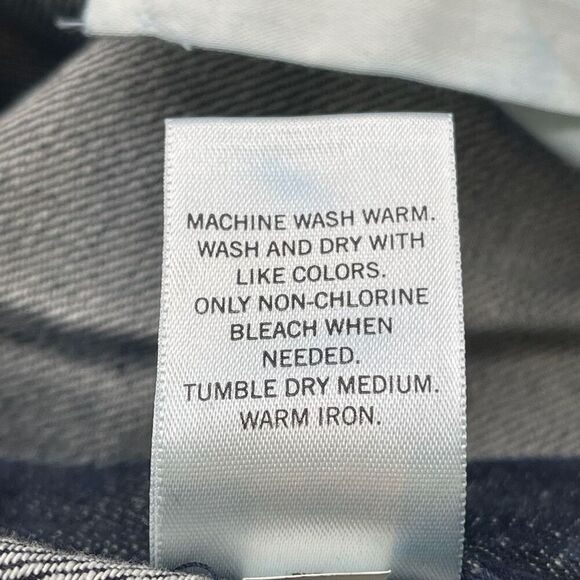 MACHINE WASH WARM.
WASH AND DRY WITH
LIKE COLORS.
ONLY NON-CHLORINE
BLEACH WHEN
NEEDED.
TUMBLE DRY MEDIUM.
WARM IRON.